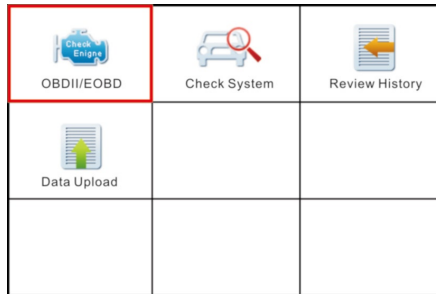 Check
Enigne
OBDII/EOBD
Check System
Review History
Data Upload